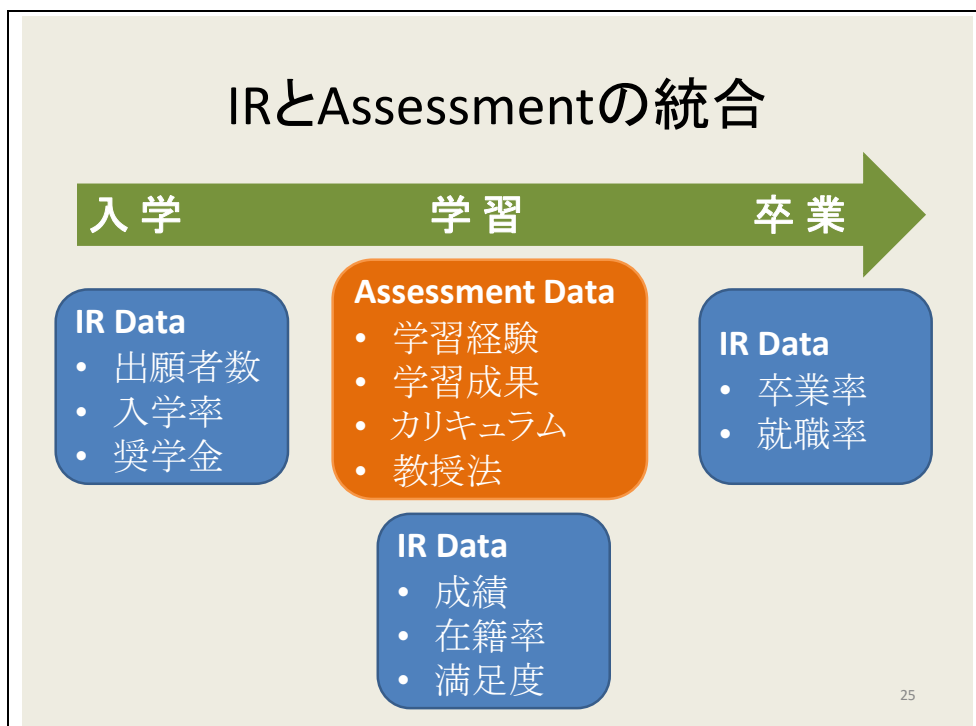 IRとAssessmentの統合
入 学
学 習
卒 業
IR Data
• 出願者数
• 入学率
• 奨学金
Assessment Data
• 学習経験
• 学習成果
• カリキュラム
• 教授法
IR Data
• 卒業率
• 就職率
IR Data
• 成績
• 在籍率
• 満足度
25